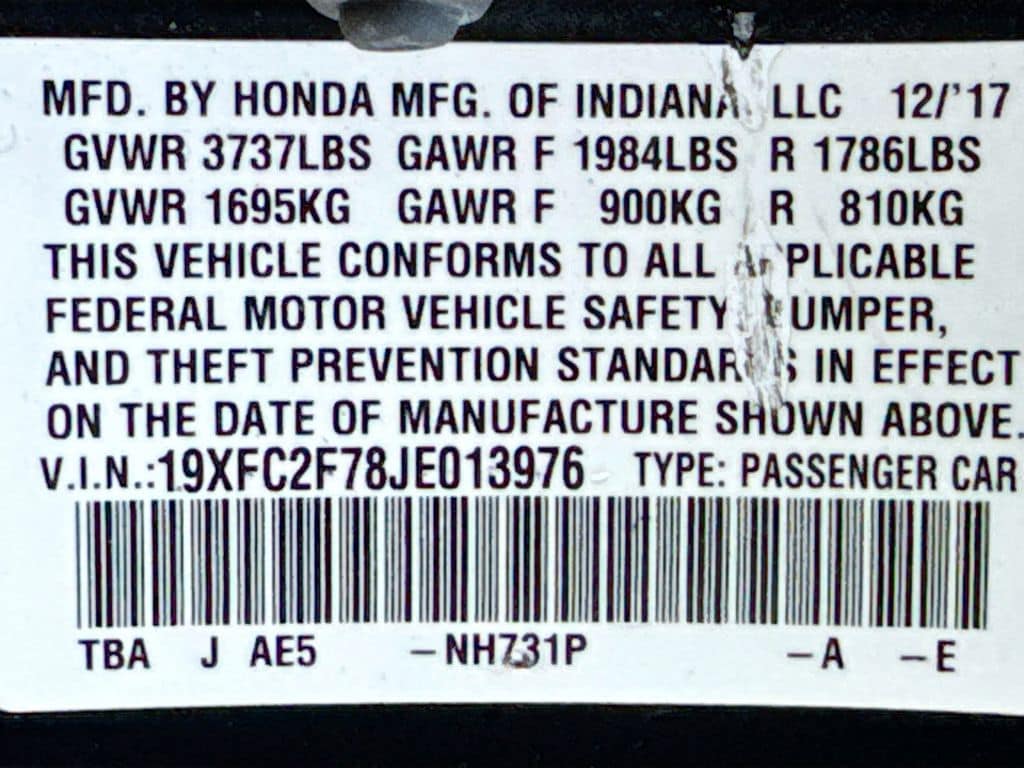 MFD. BY HONDA MFG. OF INDIANA LLC 12/'17
GVWR 3737LBS GAWR F 1984LBS R 1786LBS
GVWR 1695KG GAWR F 900KG R 810KG
THIS VEHICLE CONFORMS TO ALL APPLICABLE
FEDERAL MOTOR VEHICLE SAFETY, BUMPER,
AND THEFT PREVENTION STANDARDS IN EFFECT
ON THE DATE OF MANUFACTURE SHOWN ABOVE.
V.I.N.:19XFC2F78JE013976 TYPE: PASSENGER CAR
TBA J AE5 -NH731P -A -E